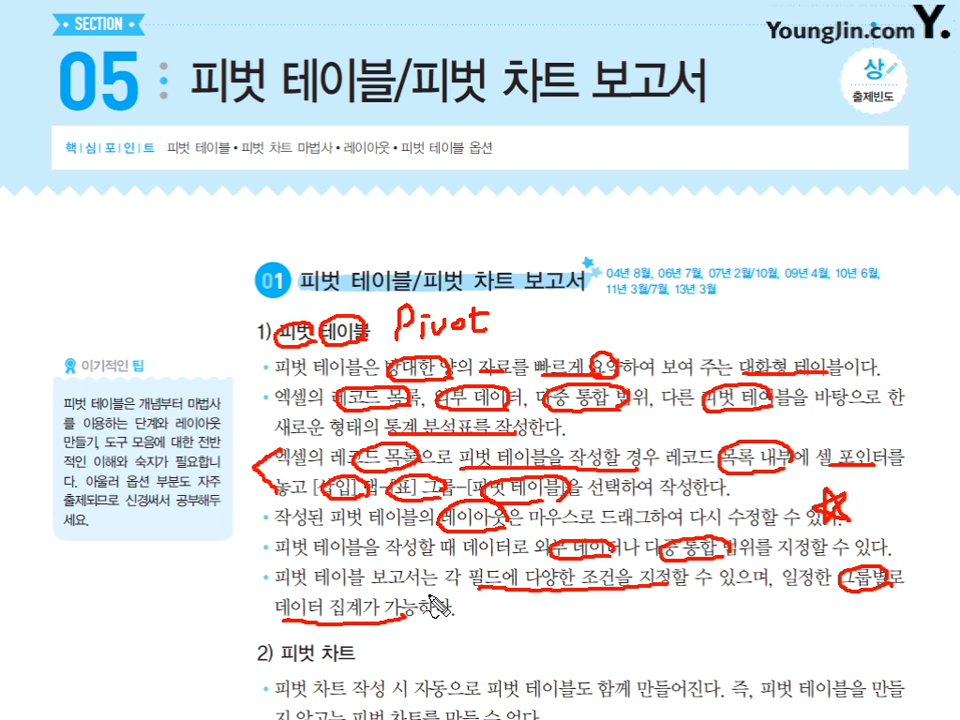 SECTION
YoungJin.com Y.
05 피벗 테이블/피벗 차트 보고서
상
출제빈도
핵심포인트 피벗 테이블 • 피벗 차트 마법사 • 레이아웃 • 피벗 테이블 옵션
01 피벗 테이블/피벗 차트 보고서
04년 8월, 06년 7월, 07년 2월/10월, 09년 4월, 10년 6월,
11년 3월/7월, 13년 3월
1) 피벗 테이블 Pivot
• 피벗 테이블은 방대한 양의 자료를 빠르게 요약하여 보여 주는 대화형 테이블이다.
• 엑셀의 레코드 목록, 외부 데이터, 다중 통합 범위, 다른 피벗 테이블을 바탕으로 한
새로운 형태의 통계 분석표를 작성한다.
• 엑셀의 레코드 목록으로 피벗 테이블을 작성할 경우 레코드 목록 내부에 셀 포인터를
놓고 [삽입] 탭-[표] 그룹-[피벗 테이블]을 선택하여 작성한다.
• 작성된 피벗 테이블의 레이아웃은 마우스로 드래그하여 다시 수정할 수 있다.
• 피벗 테이블을 작성할 때 데이터로 외부 데이터나 다중 통합 범위를 지정할 수 있다.
• 피벗 테이블 보고서는 각 필드에 다양한 조건을 지정할 수 있으며, 일정한 그룹별로
데이터 집계가 가능하다.
2) 피벗 차트
• 피벗 차트 작성 시 자동으로 피벗 테이블도 함께 만들어진다. 즉, 피벗 테이블을 만들
지 않고는 피벗 차트를 만들 수 없다.
이기적인 팁
피벗 테이블은 개념부터 마법사
를 이용하는 단계와 레이아웃
만들기, 도구 모음에 대한 전반
적인 이해와 숙지가 필요합니
다. 아울러 옵션 부분도 자주
출제되므로 신경써서 공부해두
세요.